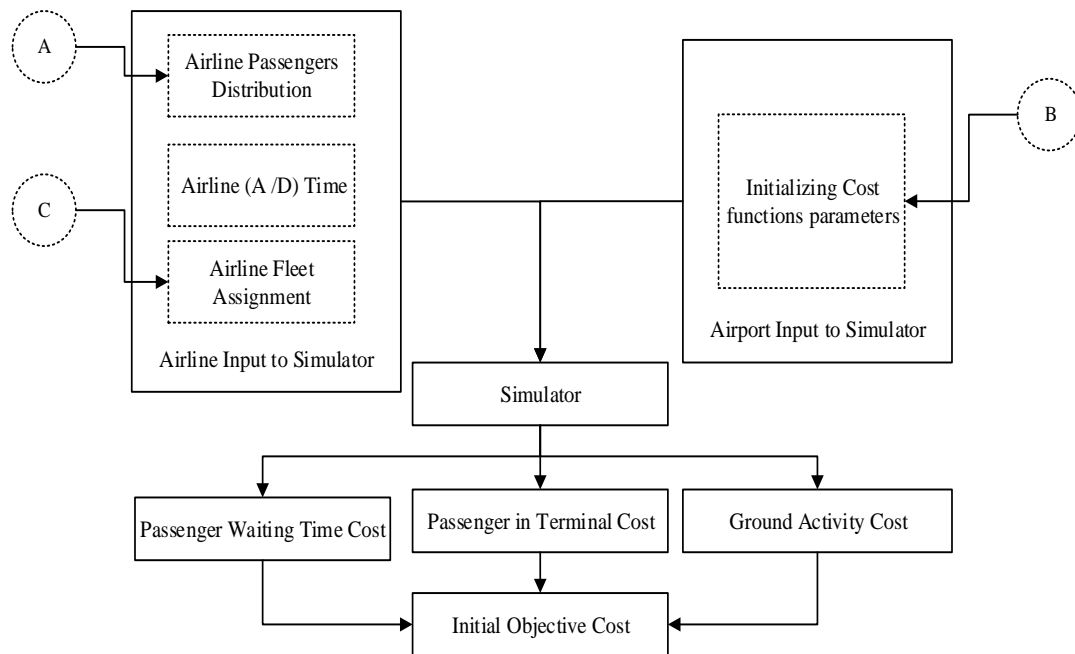 A
Airline Passengers
Distribution
Airline (A /D) Time
C
Airline Fleet
Assignment
Airline Input to Simulator
B
Initializing Cost
functions parameters
Airport Input to Simulator
Simulator
Passenger Waiting Time Cost
Passenger in Terminal Cost
Ground Activity Cost
Initial Objective Cost